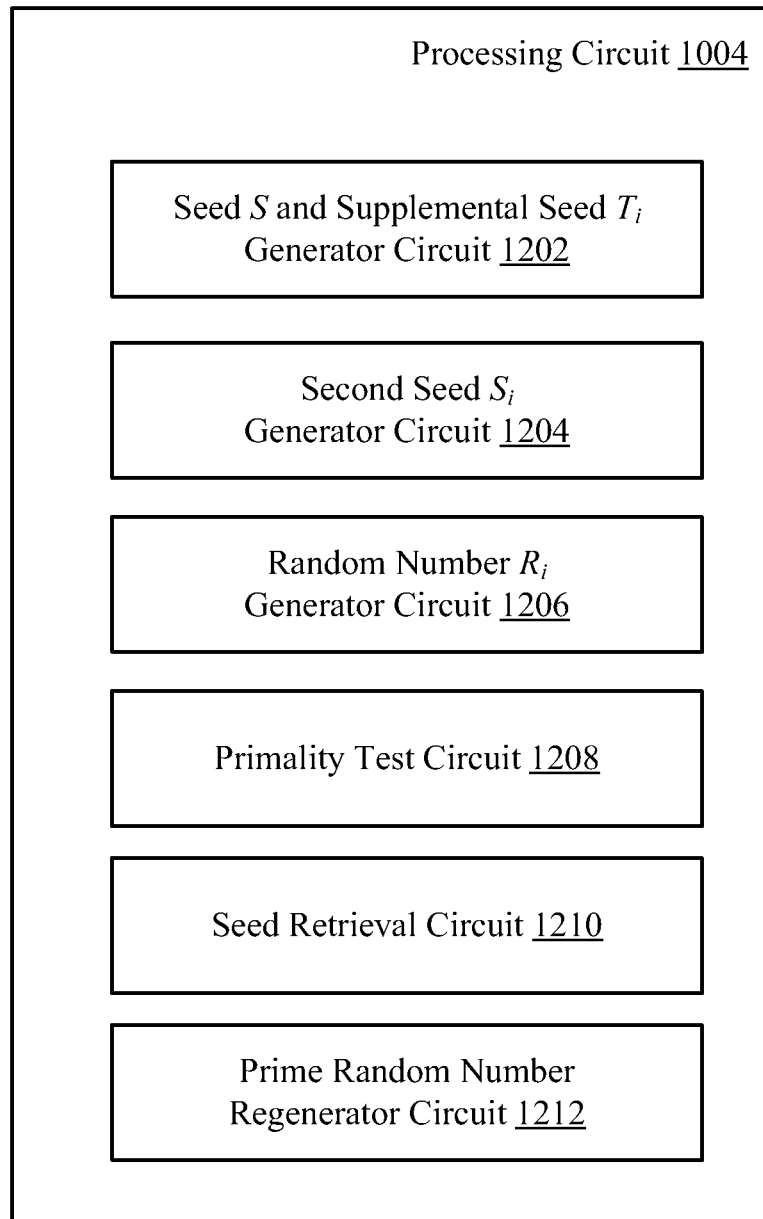 Processing Circuit 1004
Seed S and Supplemental Seed Ti
Generator Circuit 1202
Second Seed Si
Generator Circuit 1204
Random Number Ri
Generator Circuit 1206
Primality Test Circuit 1208
Seed Retrieval Circuit 1210
Prime Random Number
Regenerator Circuit 1212